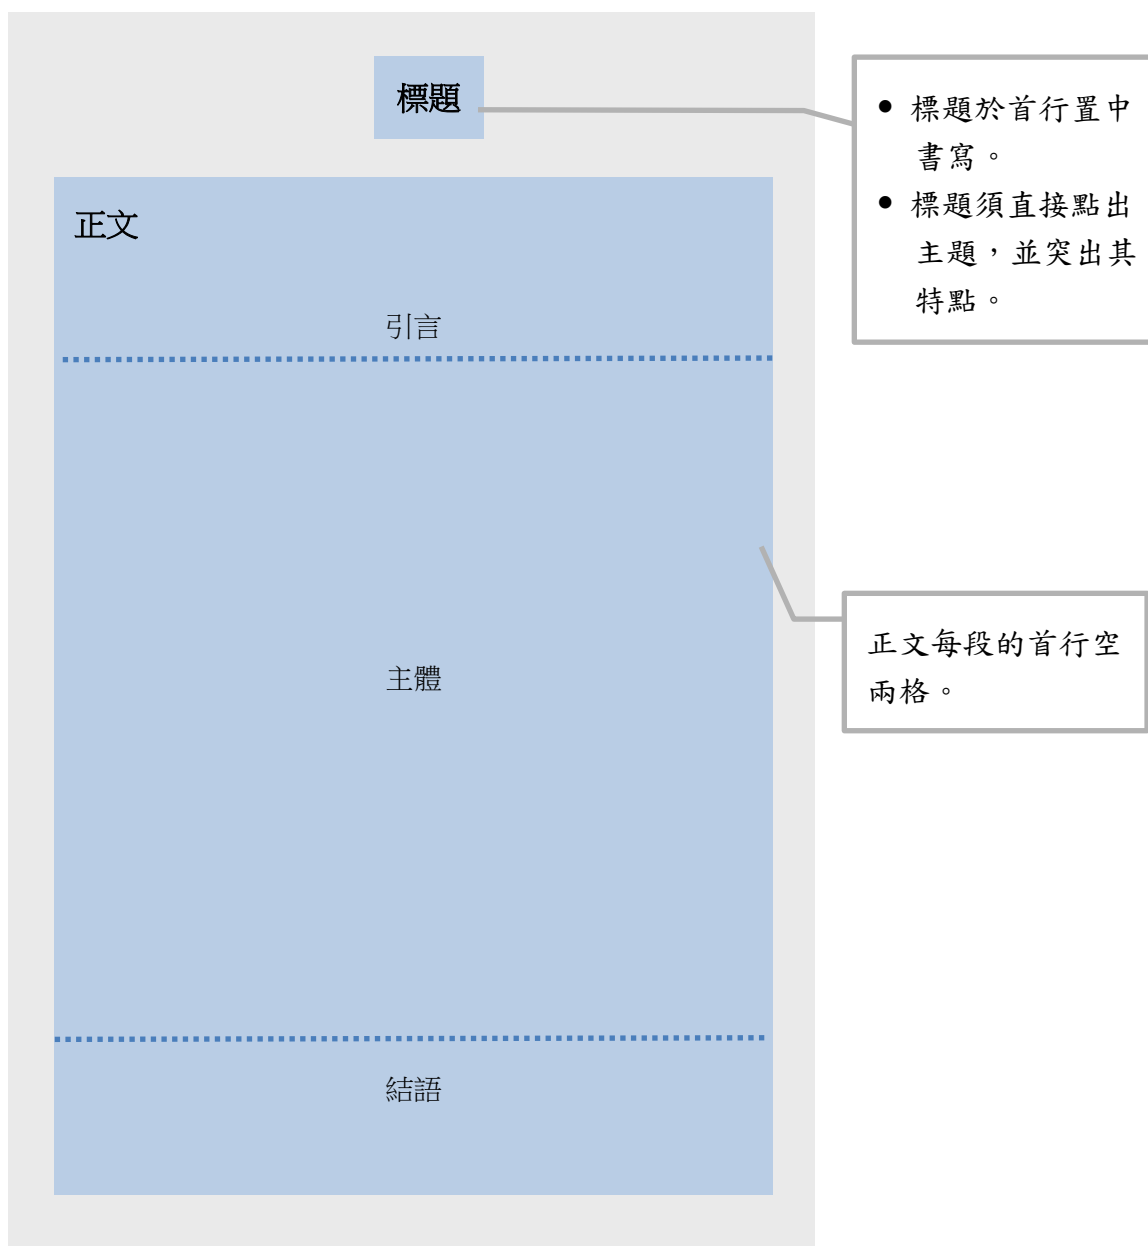 標題
● 標題於首行置中
書寫。
● 標題須直接點出
主題，並突出其
特點。
正文
引言
主體
正文每段的首行空
兩格。
結語